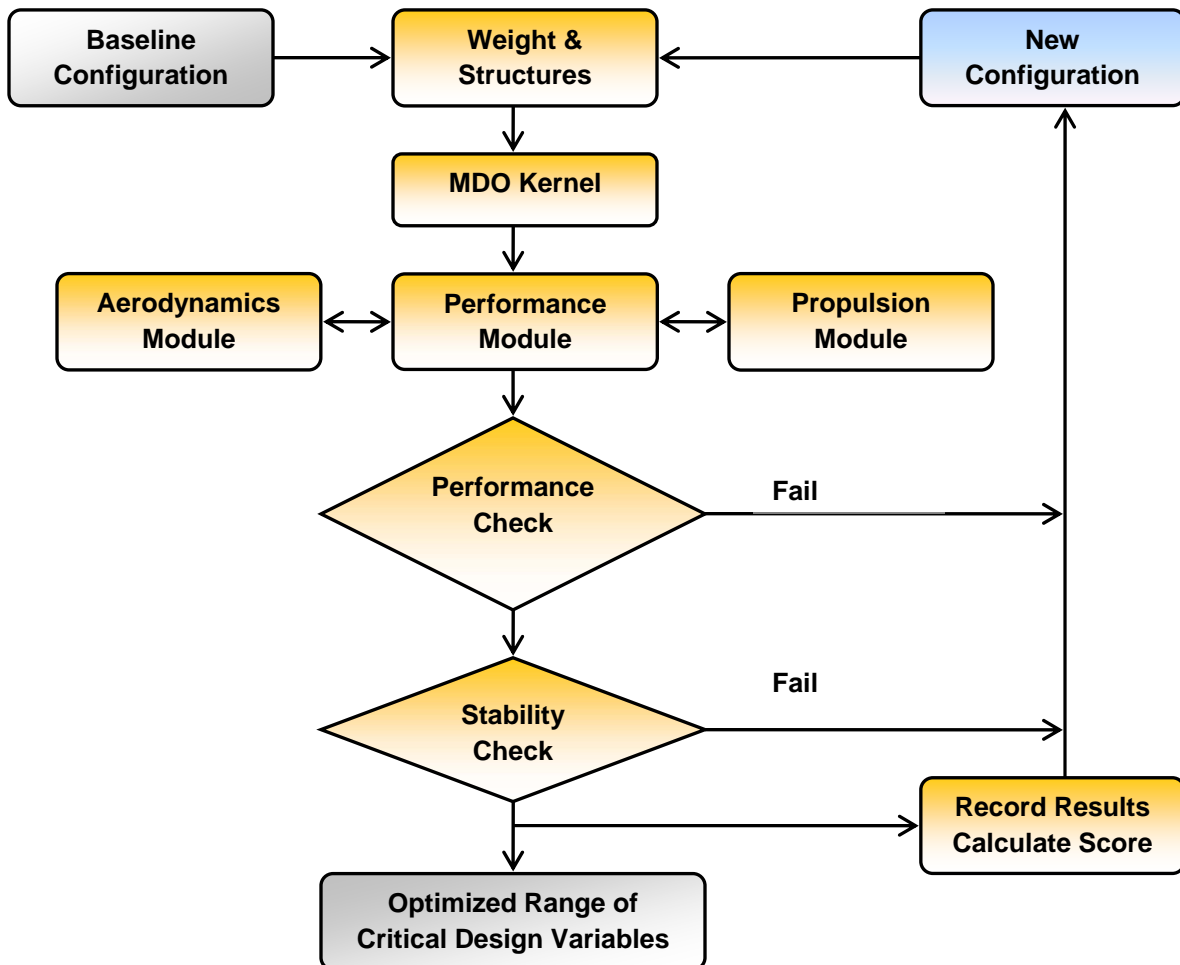 Baseline
Configuration
Weight &
Structures
New
Configuration
MDO Kernel
Aerodynamics
Module
Performance
Module
Propulsion
Module
Performance
Check
Fail
Stability
Check
Fail
Record Results
Calculate Score
Optimized Range of
Critical Design Variables